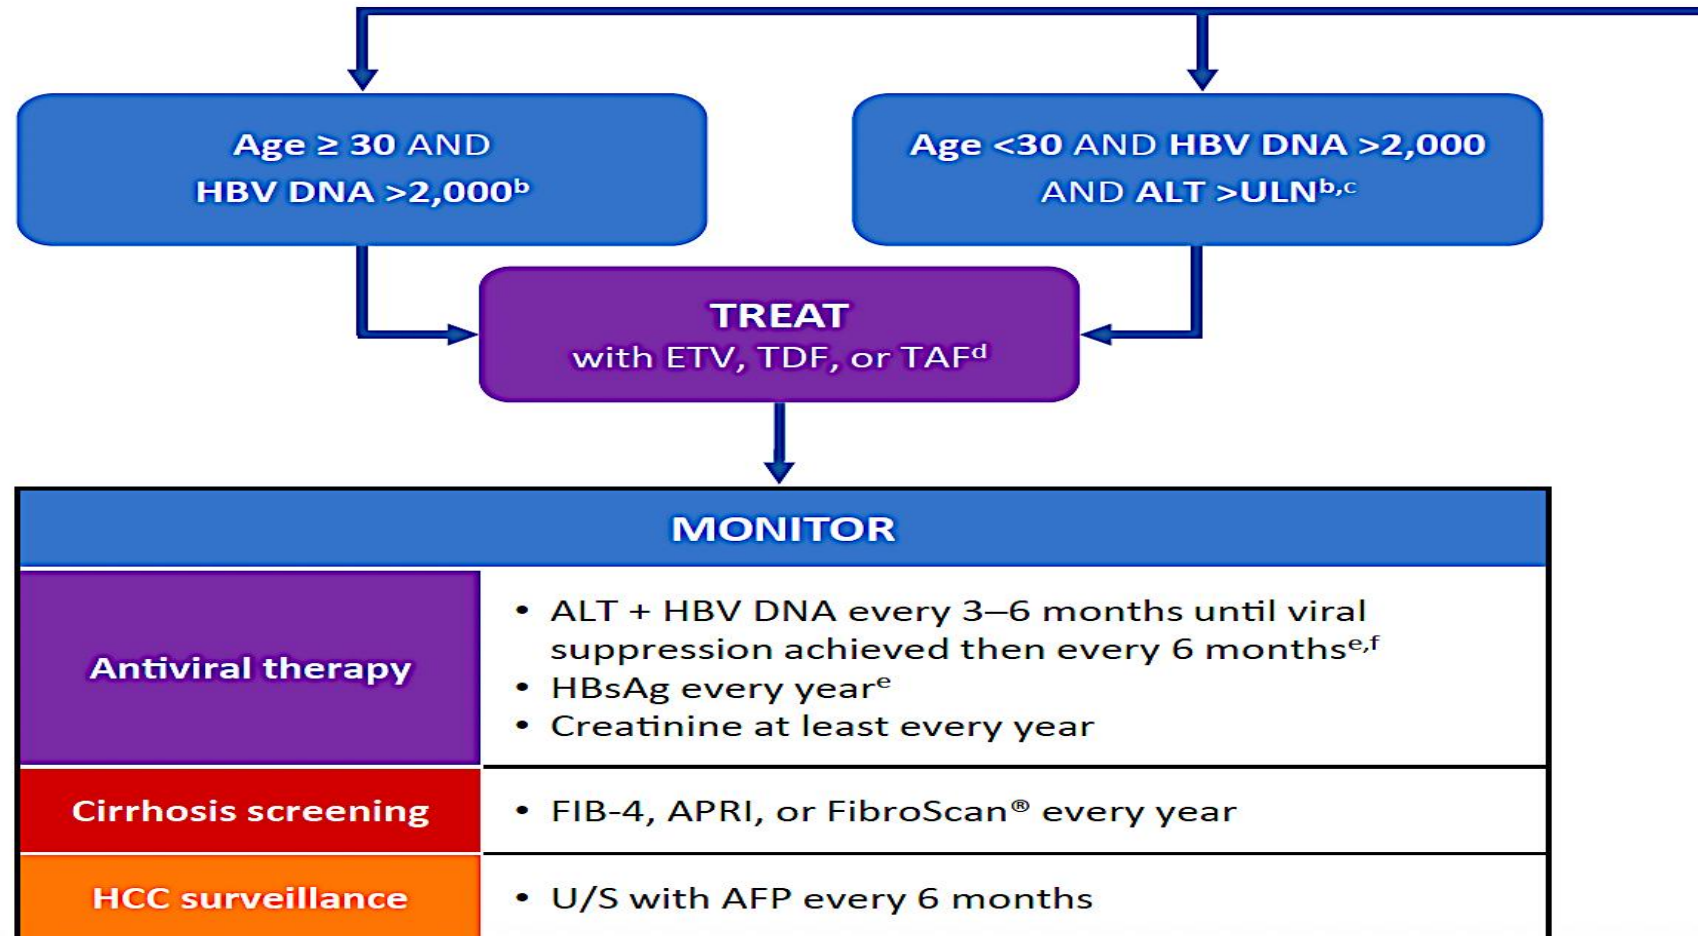 Age ≥ 30 AND
HBV DNA >2,000ᵇ
Age <30 AND HBV DNA >2,000
AND ALT >ULNᵇ,ᶜ
TREAT
with ETV, TDF, or TAFᵈ
MONITOR
Antiviral therapy
• ALT + HBV DNA every 3–6 months until viral
suppression achieved then every 6 monthsᵉ,ᶠ
• HBsAg every yearᵉ
• Creatinine at least every year
Cirrhosis screening
• FIB-4, APRI, or FibroScan® every year
HCC surveillance
• U/S with AFP every 6 months